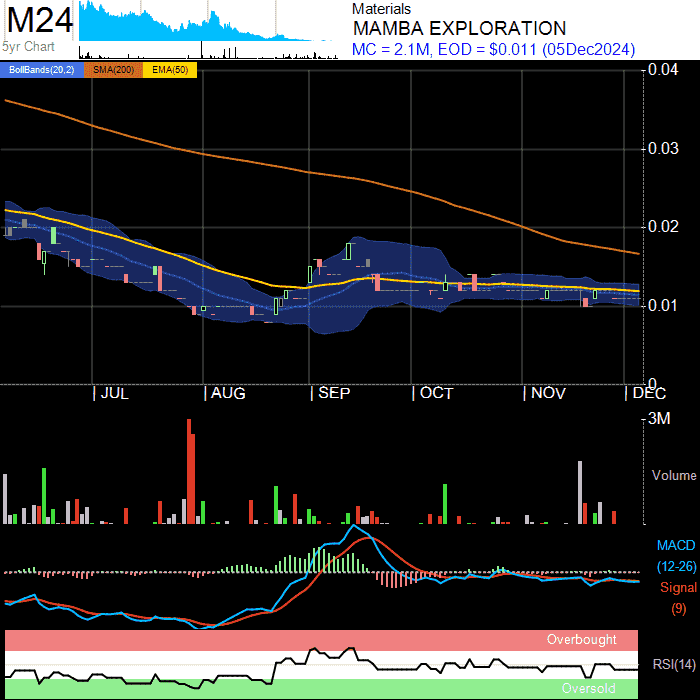 M24
5yr Chart
Materials
MAMBA EXPLORATION
MC = 2.1M, EOD = $0.011 (05Dec2024)
BollBands(20,2) SMA(200) EMA(50)
0.04
0.03
0.02
0.01
0
| JUL | AUG | SEP | OCT | NOV | DEC
3M
Volume
MACD
(12-26)
Signal
(9)
Overbought
RSI(14)
Oversold